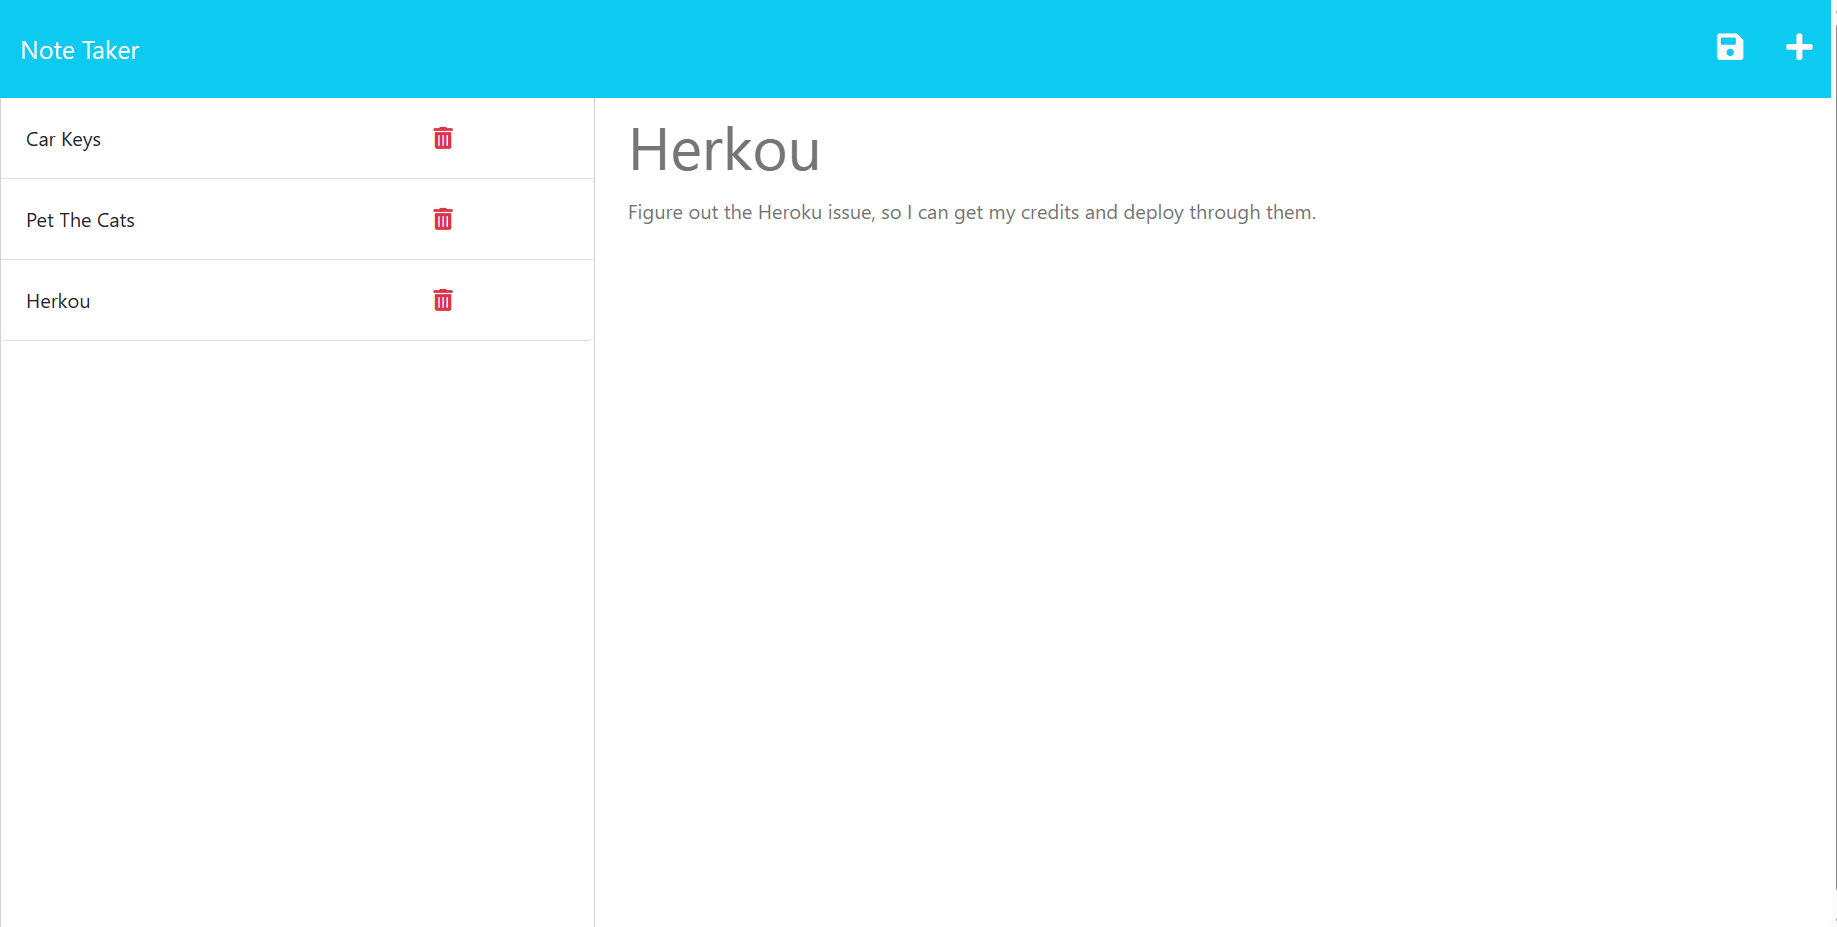 Note Taker
Car Keys
Pet The Cats
Herkou
Herkou
Figure out the Heroku issue, so I can get my credits and deploy through them.